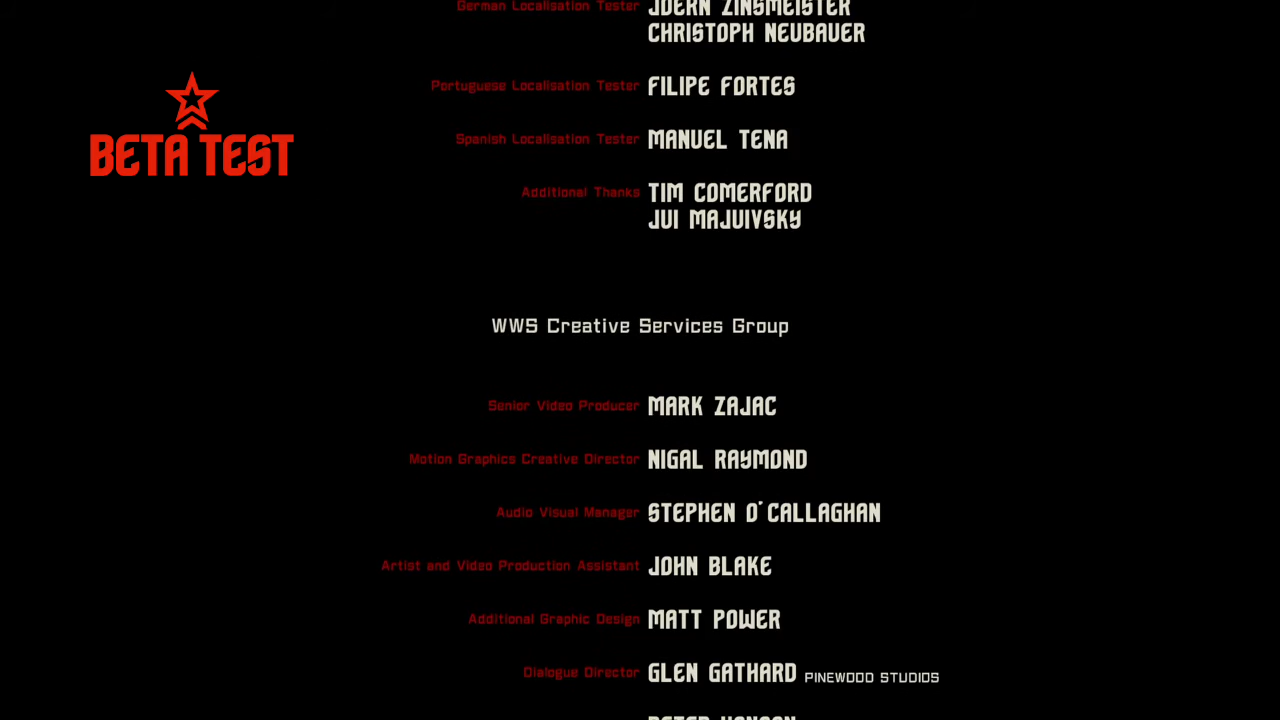 German Localisation Tester JOERN ZINSMEISTER
CHRISTOPH NEUBAUER
BETA TEST
Portuguese Localisation Tester FILIPE FORTES
Spanish Localisation Tester MANUEL TENA
Additional Thanks TIM COMERFORD
JUI MAJUIVSKY
WWS Creative Services Group
Senior Video Producer MARK ZAJAC
Motion Graphics Creative Director NIGAL RAYMOND
Audio Visual Manager STEPHEN O'CALLAGHAN
Artist and Video Production Assistant JOHN BLAKE
Additional Graphic Design MATT POWER
Dialogue Director GLEN GATHARD PINEWOOD STUDIOS